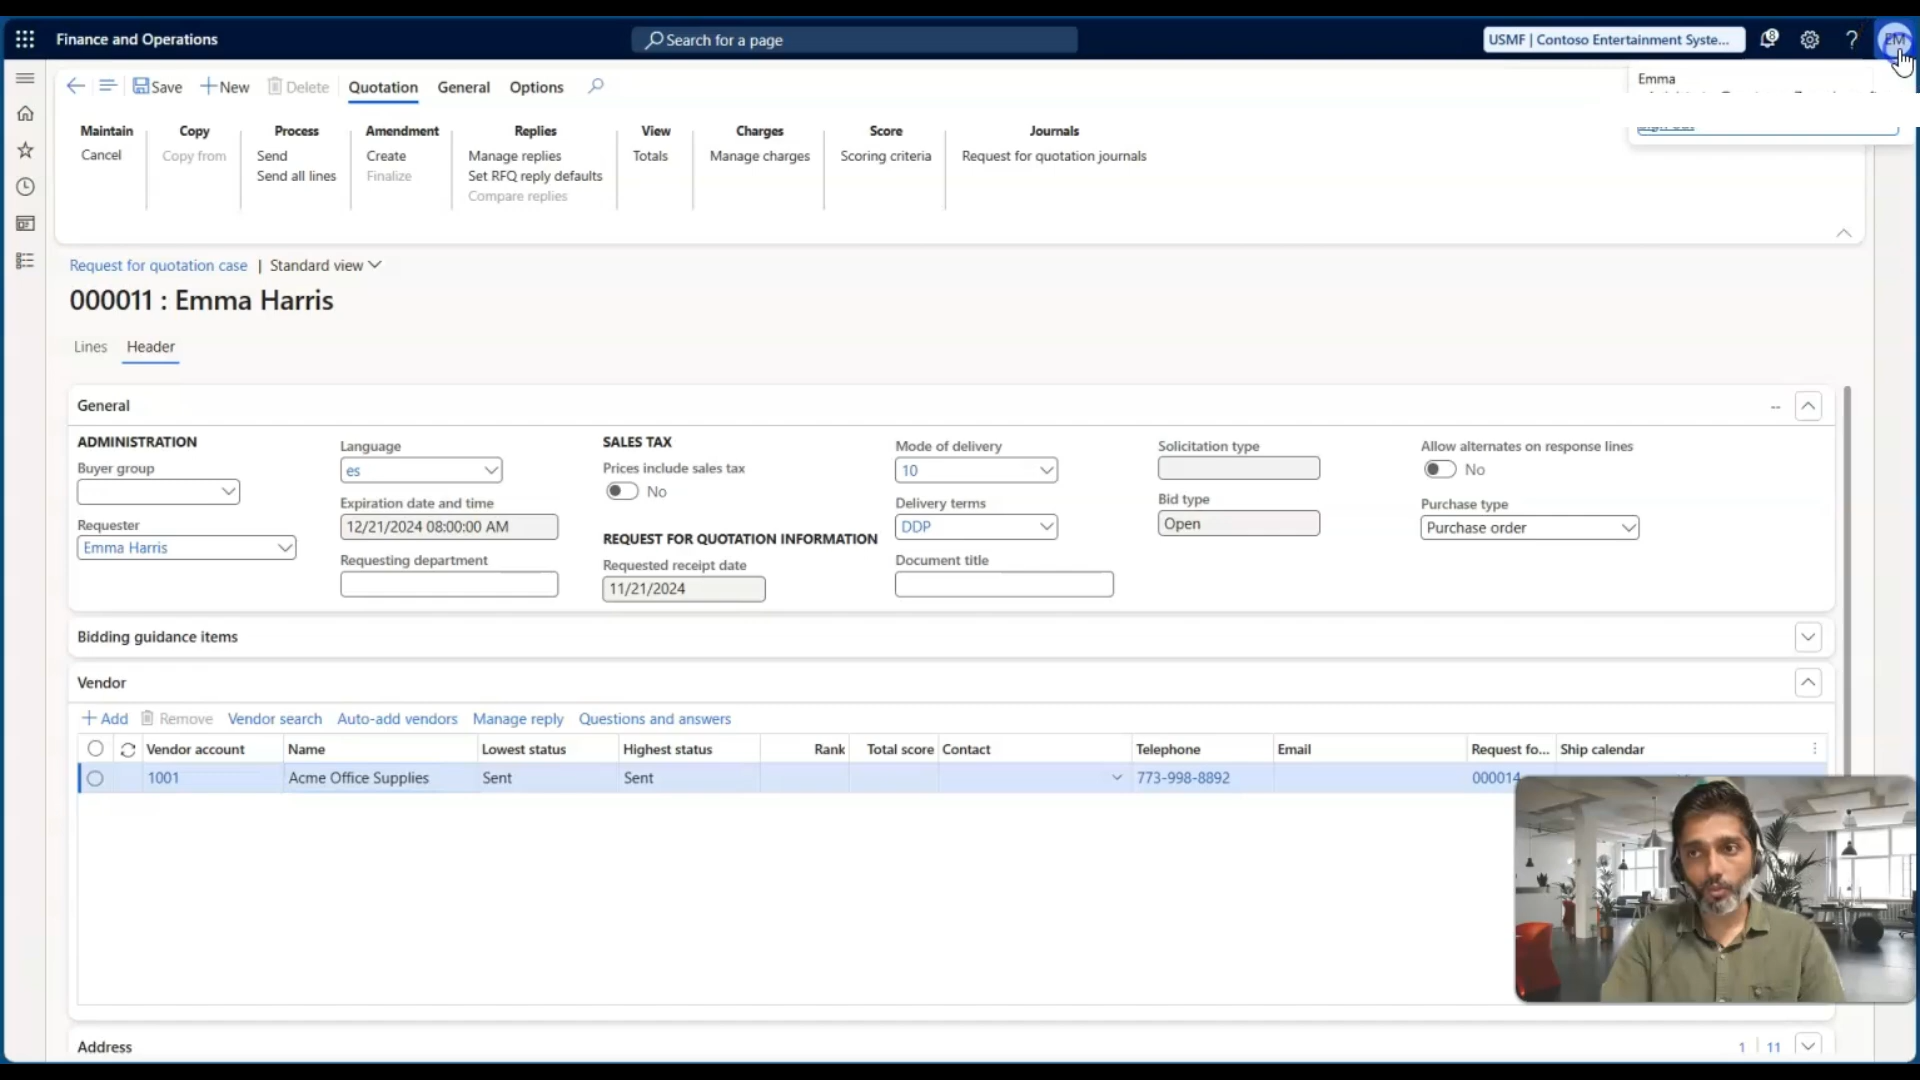 Finance and Operations
Search for a page
USMF | Contoso Entertainment Syste...
8
?
EM
Emma
Save
New
Delete
Quotation
General
Options
Maintain
Cancel
Copy
Copy from
Process
Send
Send all lines
Amendment
Create
Finalize
Replies
Manage replies
Set RFQ reply defaults
Compare replies
View
Totals
Charges
Manage charges
Score
Scoring criteria
Journals
Request for quotation journals
Request for quotation case | Standard view
000011 : Emma Harris
Lines Header
General
--
ADMINISTRATION
Buyer group
Requester
Emma Harris
Language
es
Expiration date and time
12/21/2024 08:00:00 AM
Requesting department
SALES TAX
Prices include sales tax
No
REQUEST FOR QUOTATION INFORMATION
Requested receipt date
11/21/2024
Mode of delivery
10
Delivery terms
DDP
Document title
Solicitation type
Bid type
Open
Allow alternates on response lines
No
Purchase type
Purchase order
Bidding guidance items
Vendor
Add Remove Vendor search Auto-add vendors Manage reply Questions and answers
Vendor account Name Lowest status Highest status Rank Total score Contact Telephone Email Request fo... Ship calendar
1001 Acme Office Supplies Sent Sent 773-998-8892 000014
Address
1 | 11